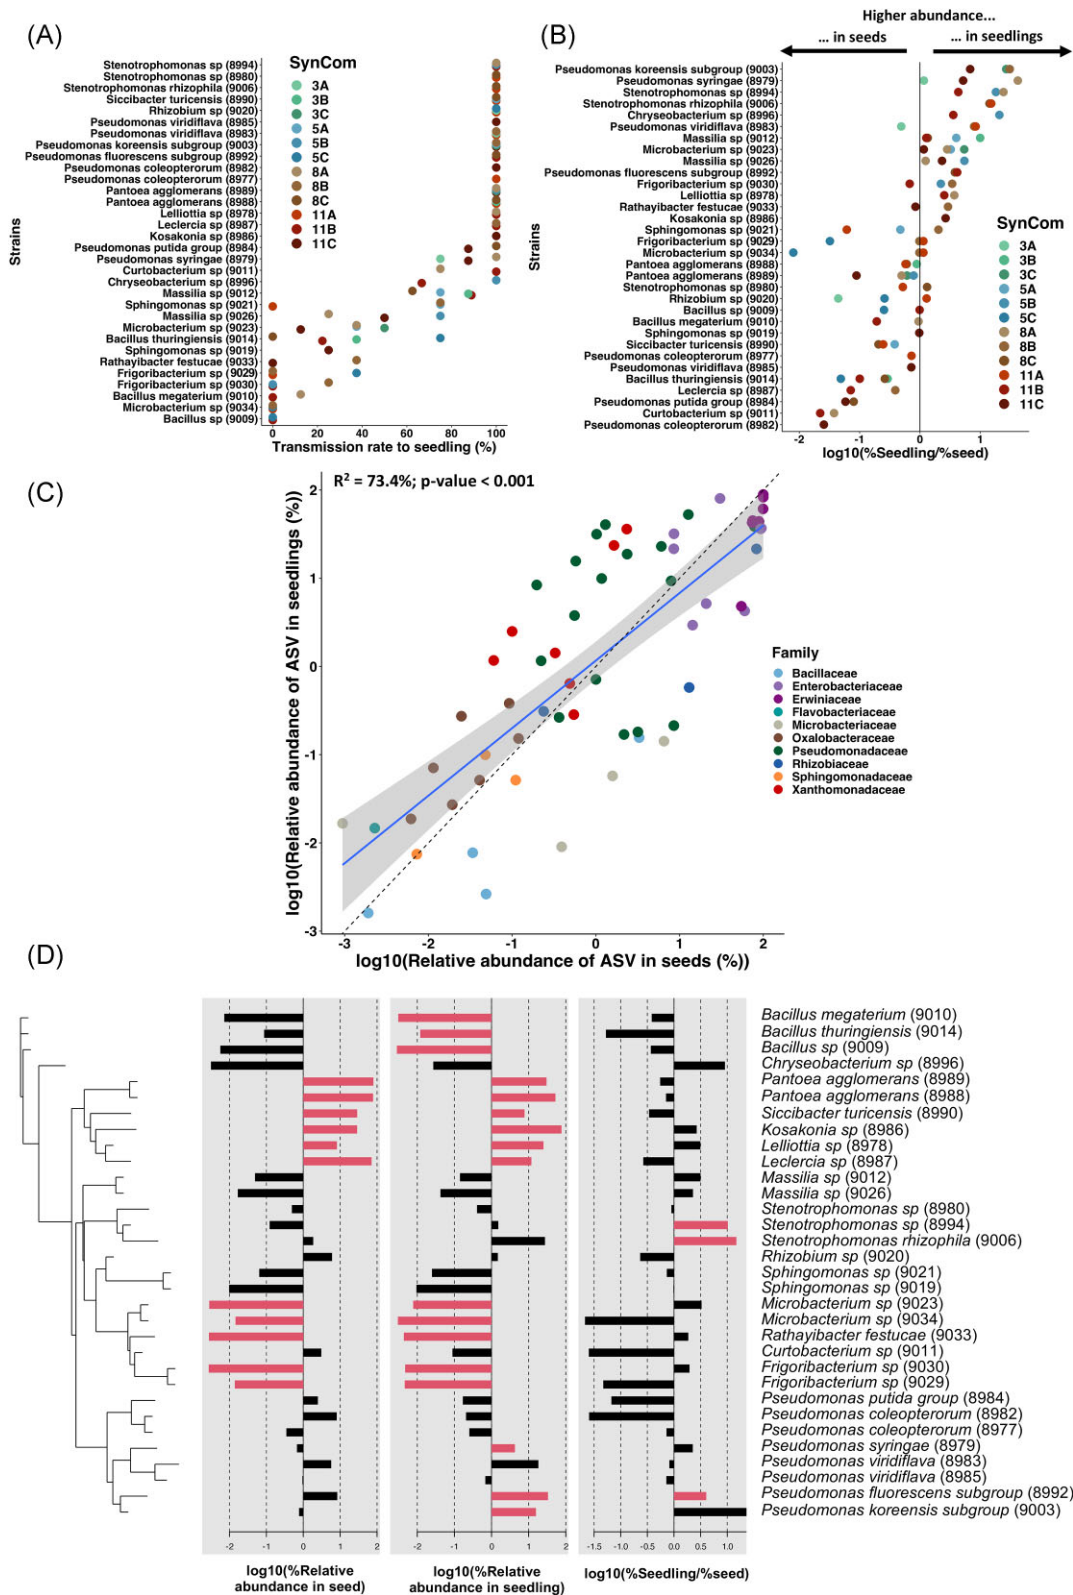 (A)
Strains
Stenotrophomonas sp (8994)
Stenotrophomonas sp (8980)
Stenotrophomonas rhizophila (9006)
Siccibacter turicensis (8990)
Rhizobium sp (9020)
Pseudomonas viridiflava (8985)
Pseudomonas viridiflava (8983)
Pseudomonas koreensis subgroup (9003)
Pseudomonas fluorescens subgroup (8992)
Pseudomonas coleopterorum (8982)
Pseudomonas coleopterorum (8977)
Pantoea agglomerans (8989)
Pantoea agglomerans (8988)
Lelliottia sp (8978)
Leclersia sp (8987)
Kosakonia sp (8986)
Pseudomonas putida group (8984)
Pseudomonas syringae (8979)
Curtobacterium sp (9011)
Chryseobacterium sp (8996)
Massilia sp (9012)
Sphingomonas sp (9021)
Massilia sp (9026)
Microbacterium sp (9023)
Bacillus thuringiensis (9014)
Sphingomonas sp (9019)
Rathayibacter festucae (9033)
Frigoribacterium sp (9029)
Frigoribacterium sp (9030)
Bacillus megaterium (9010)
Microbacterium sp (9034)
Bacillus sp (9009)
0 20 40 60 80 100
Transmission rate to seedling (%)
SynCom
3A
3B
3C
5A
5B
5C
8A
8B
8C
11A
11B
11C
(B)
Higher abundance...
... in seeds
... in seedlings
Strains
Pseudomonas koreensis subgroup (9003)
Pseudomonas syringae (8979)
Stenotrophomonas sp (8994)
Stenotrophomonas rhizophila (9006)
Chryseobacterium sp (8996)
Pseudomonas viridiflava (8983)
Massilia sp (9012)
Microbacterium sp (9023)
Massilia sp (9026)
Pseudomonas fluorescens subgroup (8992)
Frigoribacterium sp (9030)
Lelliottia sp (8978)
Rathayibacter festucae (9033)
Kosakonia sp (8986)
Sphingomonas sp (9021)
Frigoribacterium sp (9029)
Microbacterium sp (9034)
Pantoea agglomerans (8988)
Pantoea agglomerans (8989)
Stenotrophomonas sp (8980)
Rhizobium sp (9020)
Bacillus sp (9009)
Bacillus megaterium (9010)
Sphingomonas sp (9019)
Siccibacter turicensis (8990)
Pseudomonas coleopterorum (8977)
Pseudomonas viridiflava (8985)
Bacillus thuringiensis (9014)
Leclercia sp (8987)
Pseudomonas putida group (8984)
Curtobacterium sp (9011)
Pseudomonas coleopterorum (8982)
-2 -1 0 1
log10(%Seedling/%seed)
SynCom
3A
3B
3C
5A
5B
5C
8A
8B
8C
11A
11B
11C
(C)
R² = 73.4%; p-value < 0.001
log10(Relative abundance of ASV in seedlings (%))
2
1
0
-1
-2
-3
-3 -2 -1 0 1 2
log10(Relative abundance of ASV in seeds (%))
Family
Bacillaceae
Enterobacteriaceae
Erwiniaceae
Flavobacteriaceae
Microbacteriaceae
Oxalobacteraceae
Pseudomonadaceae
Rhizobiaceae
Sphingomonadaceae
Xanthomonadaceae
(D)
Bacillus megaterium (9010)
Bacillus thuringiensis (9014)
Bacillus sp (9009)
Chryseobacterium sp (8996)
Pantoea agglomerans (8989)
Pantoea agglomerans (8988)
Siccibacter turicensis (8990)
Kosakonia sp (8986)
Lelliottia sp (8978)
Leclercia sp (8987)
Massilia sp (9012)
Massilia sp (9026)
Stenotrophomonas sp (8980)
Stenotrophomonas sp (8994)
Stenotrophomonas rhizophila (9006)
Rhizobium sp (9020)
Sphingomonas sp (9021)
Sphingomonas sp (9019)
Microbacterium sp (9023)
Microbacterium sp (9034)
Rathayibacter festucae (9033)
Curtobacterium sp (9011)
Frigoribacterium sp (9030)
Frigoribacterium sp (9029)
Pseudomonas putida group (8984)
Pseudomonas coleopterorum (8982)
Pseudomonas coleopterorum (8977)
Pseudomonas syringae (8979)
Pseudomonas viridiflava (8983)
Pseudomonas viridiflava (8985)
Pseudomonas fluorescens subgroup (8992)
Pseudomonas koreensis subgroup (9003)
-2 -1 0 1 2
log10(%Relative
abundance in seed)
-2 -1 0 1 2
log10(%Relative
abundance in seedling)
-1.5 -1.0 -0.5 0.0 0.5 1.0
log10(%Seedling/%seed)